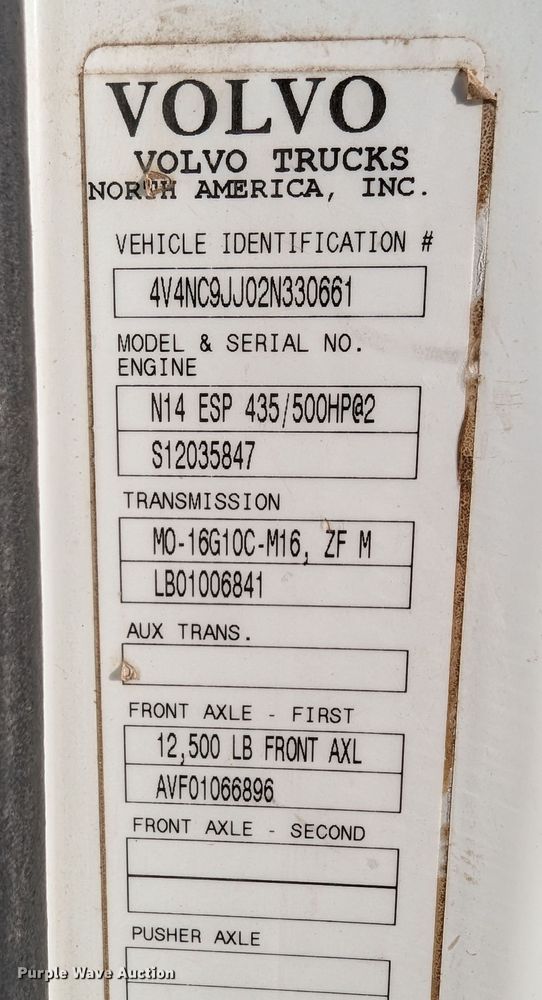 VOLVO
VOLVO TRUCKS
NORTH AMERICA, INC.
VEHICLE IDENTIFICATION #
4V4NC9JJ02N330661
MODEL & SERIAL NO.
ENGINE
N14 ESP 435/500HP@2
S12035847
TRANSMISSION
MO-16G10C-M16, ZF M
LB01006841
AUX TRANS.
FRONT AXLE - FIRST
12,500 LB FRONT AXL
AVF01066896
FRONT AXLE - SECOND
PUSHER AXLE
Purple Wave Auction